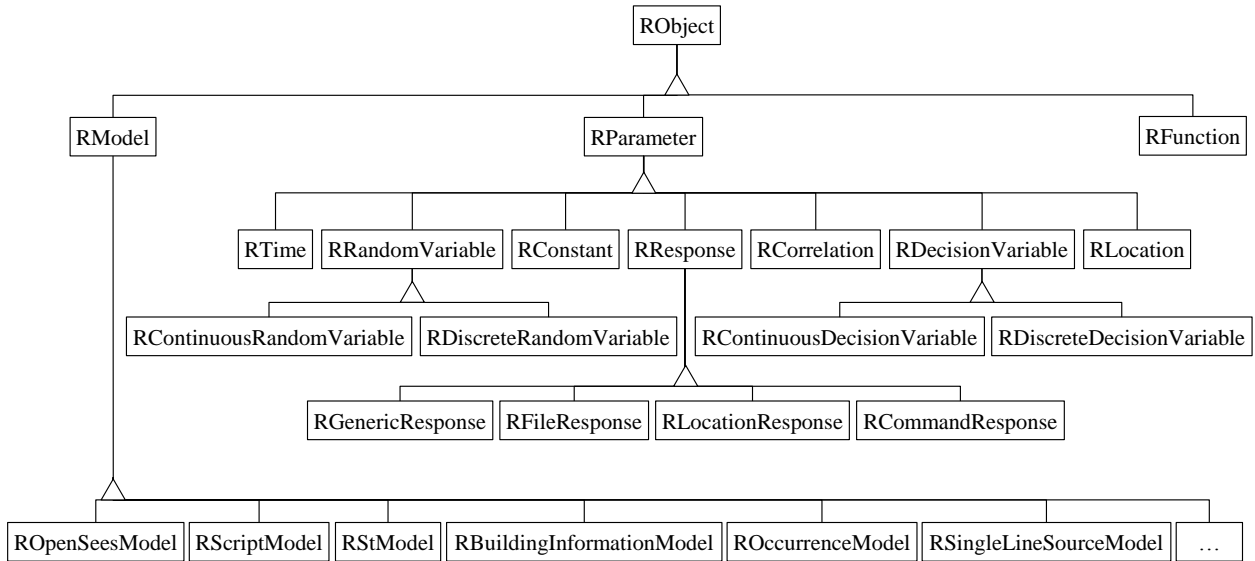 RObject
RModel
RParameter
RFunction
RTime
RRandomVariable
RConstant
RResponse
RCorrelation
RDecisionVariable
RLocation
RContinuousRandomVariable
RDiscreteRandomVariable
RContinuousDecisionVariable
RDiscreteDecisionVariable
RGenericResponse
RFileResponse
RLocationResponse
RCommandResponse
ROpenSeesModel
RScriptModel
RStModel
RBuildingInformationModel
ROccurrenceModel
RSingleLineSourceModel
…